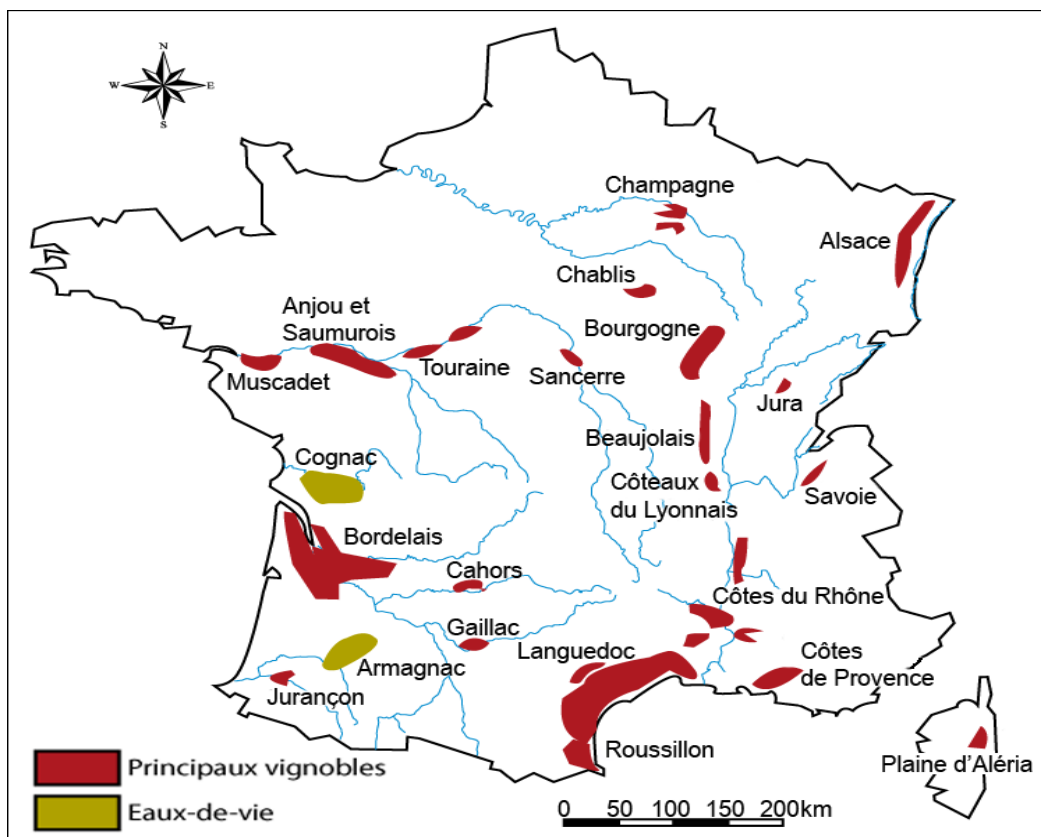 N
W
E
S
Champagne
Alsace
Chablis
Anjou et
Saumurois
Bourgogne
Muscadet
Touraine
Sancerre
Jura
Beaujolais
Cognac
Côteaux
du Lyonnais
Savoie
Bordelais
Cahors
Côtes du Rhône
Gaillac
Languedoc
Côtes
de Provence
Armagnac
Jurançon
Roussillon
Plaine d'Aléria
Principaux vignobles
Eaux-de-vie
0 50 100 150 200km